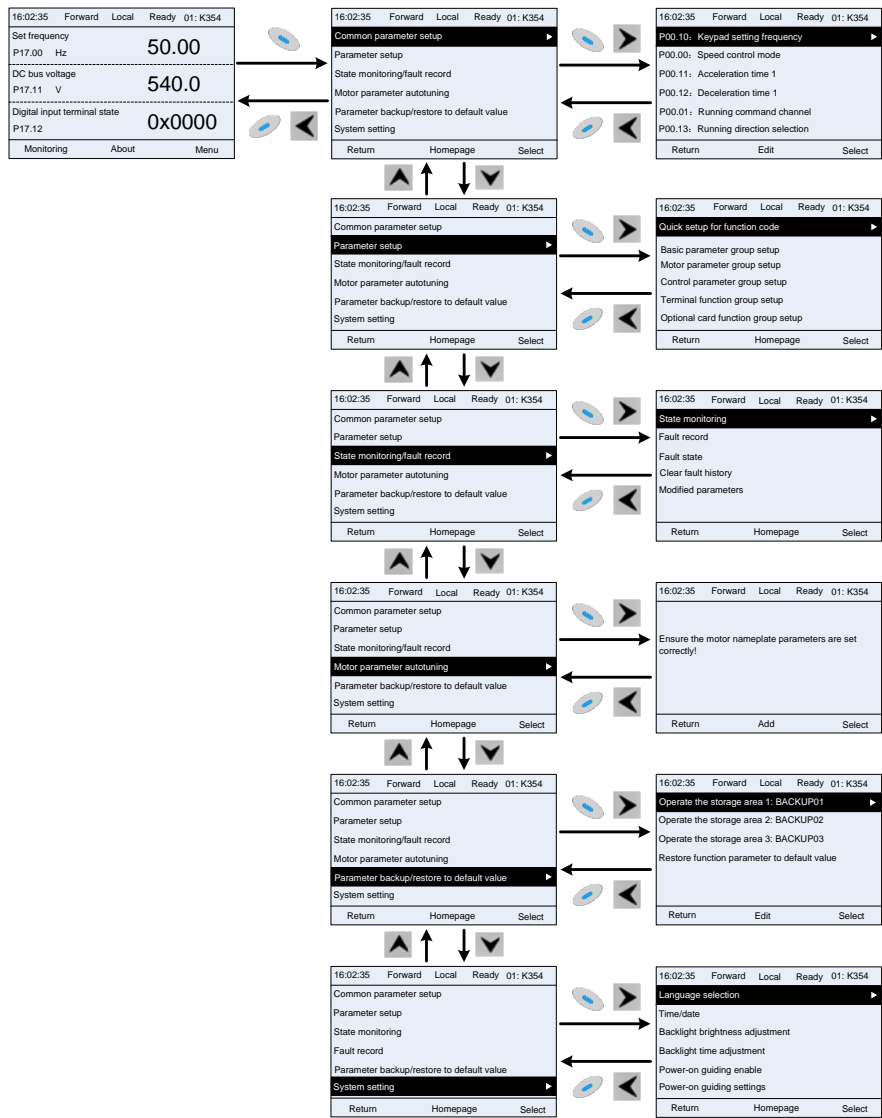 16:02:35 Forward Local Ready 01: K354
Set frequency
P17.00 Hz 50.00
DC bus voltage
P17.11 V 540.0
Digital input terminal state
P17.12 0x0000
Monitoring About Menu
16:02:35 Forward Local Ready 01: K354
Common parameter setup
Parameter setup
State monitoring/fault record
Motor parameter autotuning
Parameter backup/restore to default value
System setting
Return Homepage Select
16:02:35 Forward Local Ready 01: K354
P00.10: Keypad setting frequency
P00.00: Speed control mode
P00.11: Acceleration time 1
P00.12: Deceleration time 1
P00.01: Running command channel
P00.13: Running direction selection
Return Edit Select
16:02:35 Forward Local Ready 01: K354
Common parameter setup
Parameter setup
State monitoring/fault record
Motor parameter autotuning
Parameter backup/restore to default value
System setting
Return Homepage Select
16:02:35 Forward Local Ready 01: K354
Quick setup for function code
Basic parameter group setup
Motor parameter group setup
Control parameter group setup
Terminal function group setup
Optional card function group setup
Return Homepage Select
16:02:35 Forward Local Ready 01: K354
Common parameter setup
Parameter setup
State monitoring/fault record
Motor parameter autotuning
Parameter backup/restore to default value
System setting
Return Homepage Select
16:02:35 Forward Local Ready 01: K354
State monitoring
Fault record
Fault state
Clear fault history
Modified parameters
Return Homepage Select
16:02:35 Forward Local Ready 01: K354
Common parameter setup
Parameter setup
State monitoring/fault record
Motor parameter autotuning
Parameter backup/restore to default value
System setting
Return Homepage Select
16:02:35 Forward Local Ready 01: K354
Ensure the motor nameplate parameters are set
correctly!
Return Add Select
16:02:35 Forward Local Ready 01: K354
Common parameter setup
Parameter setup
State monitoring/fault record
Motor parameter autotuning
Parameter backup/restore to default value
System setting
Return Homepage Select
16:02:35 Forward Local Ready 01: K354
Operate the storage area 1: BACKUP01
Operate the storage area 2: BACKUP02
Operate the storage area 3: BACKUP03
Restore function parameter to default value
Return Edit Select
16:02:35 Forward Local Ready 01: K354
Common parameter setup
Parameter setup
State monitoring
Fault record
Parameter backup/restore to default value
System setting
Return Homepage Select
16:02:35 Forward Local Ready 01: K354
Language selection
Time/date
Backlight brightness adjustment
Backlight time adjustment
Power-on guiding enable
Power-on guiding settings
Return Homepage Select